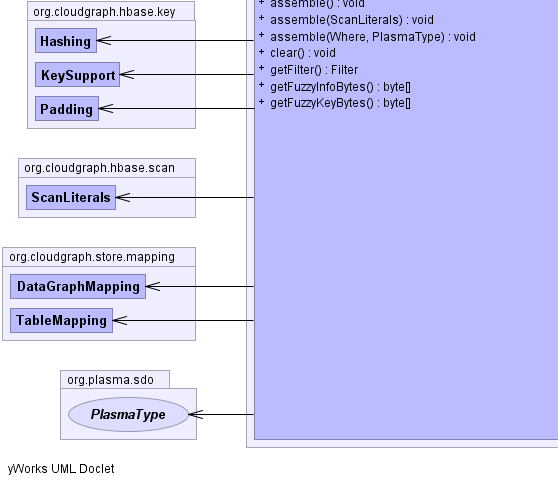 org.cloudgraph.hbase.key
Hashing
KeySupport
Padding
+ assemble() : void
+ assemble(ScanLiterals) : void
+ assemble(Where, PlasmaType) : void
+ clear() : void
+ getFilter() : Filter
+ getFuzzyInfoBytes() : byte[]
+ getFuzzyKeyBytes() : byte[]
org.cloudgraph.hbase.scan
ScanLiterals
org.cloudgraph.store.mapping
DataGraphMapping
TableMapping
org.plasma.sdo
PlasmaType
yWorks UML Doclet